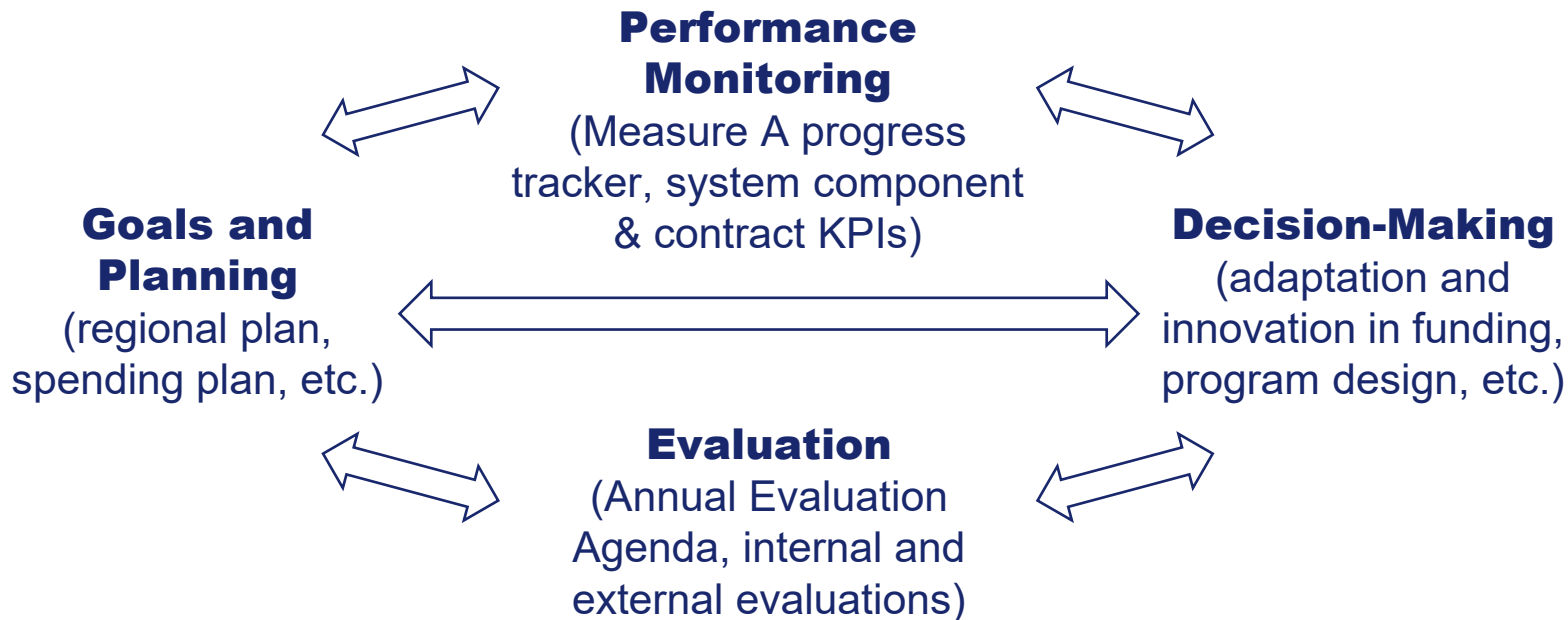 Performance
Monitoring
(Measure A progress
tracker, system component
& contract KPIs)
Goals and
Planning
(regional plan,
spending plan, etc.)
Decision-Making
(adaptation and
innovation in funding,
program design, etc.)
Evaluation
(Annual Evaluation
Agenda, internal and
external evaluations)